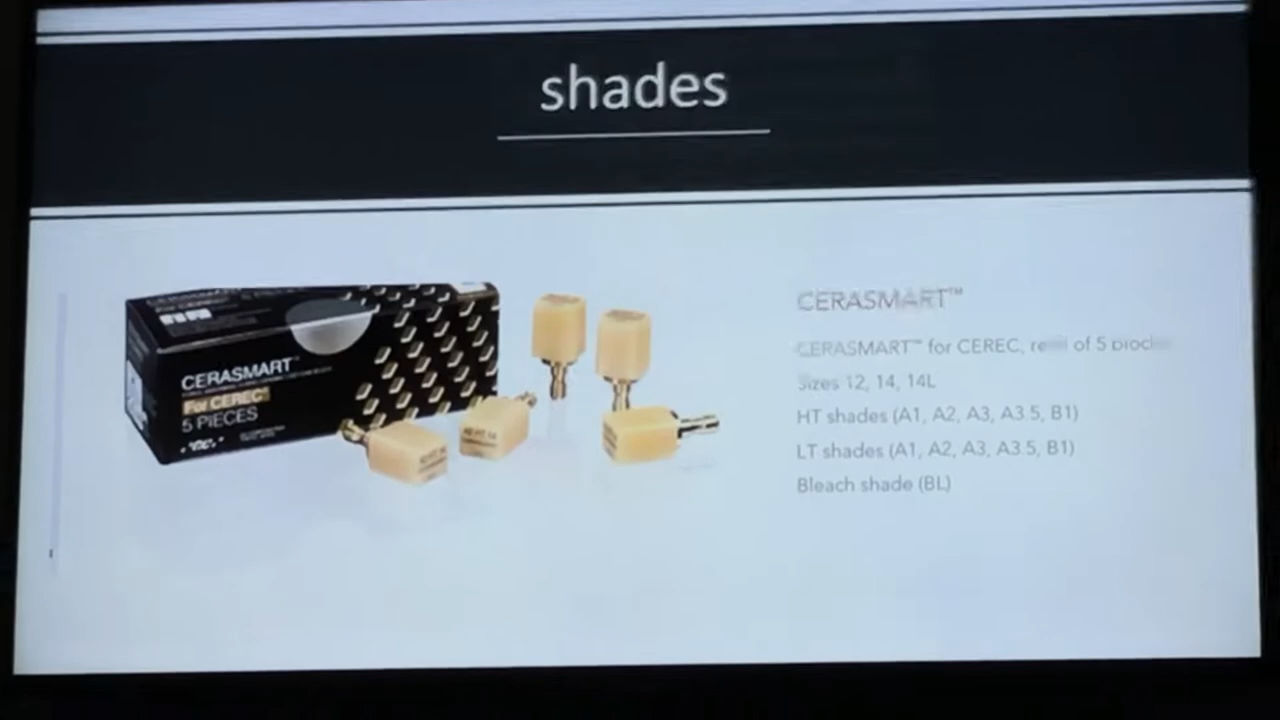 shades
CERASMART™
For CEREC®
5 PIECES
CERASMART™
CERASMART™ for CEREC, of 5
Sizes 12, 14, 14L
HT shades (A1, A2, A3, A3.5, B1)
LT shades (A1, A2, A3, A3.5, B1)
Bleach shade (BL)